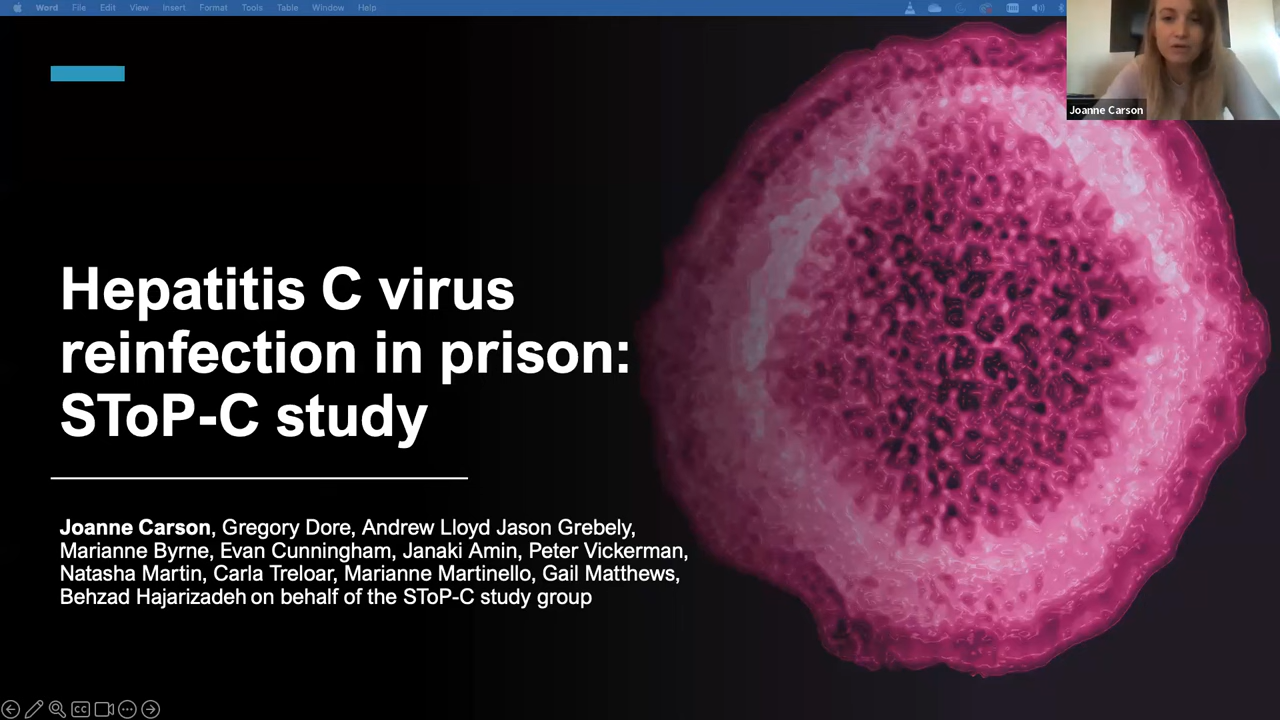 Word File Edit View Insert Format Tools Table Window Help
Joanne Carson
Hepatitis C virus
reinfection in prison:
SToP-C study
Joanne Carson, Gregory Dore, Andrew Lloyd Jason Grebely,
Marianne Byrne, Evan Cunningham, Janaki Amin, Peter Vickerman,
Natasha Martin, Carla Treloar, Marianne Martinello, Gail Matthews,
Behzad Hajarizadeh on behalf of the SToP-C study group
CC